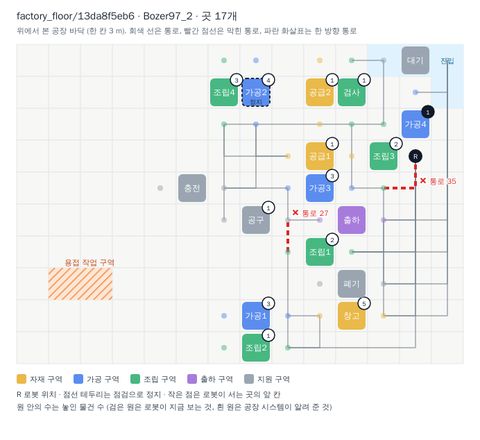 factory_floor/13da8f5eb6 · Bozer97_2 · 곳 17개
위에서 본 공장 바닥 (한 칸 3 m). 회색 선은 통로, 빨간 점선은 막힌 통로, 파란 화살표는 한 방향 통로
대기
진입
조립4
3
가공2
4
정지
공급2
1
검사
1
가공4
1
공급1
1
조립3
2
R
통로 35
충전
가공3
3
공구
1
통로 27
출하
조립1
2
용접 작업 구역
폐기
가공1
3
창고
5
조립2
1
자재 구역
가공 구역
조립 구역
출하 구역
지원 구역
R 로봇 위치 · 점선 테두리는 점검으로 정지 · 작은 점은 로봇이 서는 곳의 앞 칸
원 안의 수는 놓인 물건 수 (검은 원은 로봇이 지금 보는 것, 흰 원은 공장 시스템이 알려 준 것)